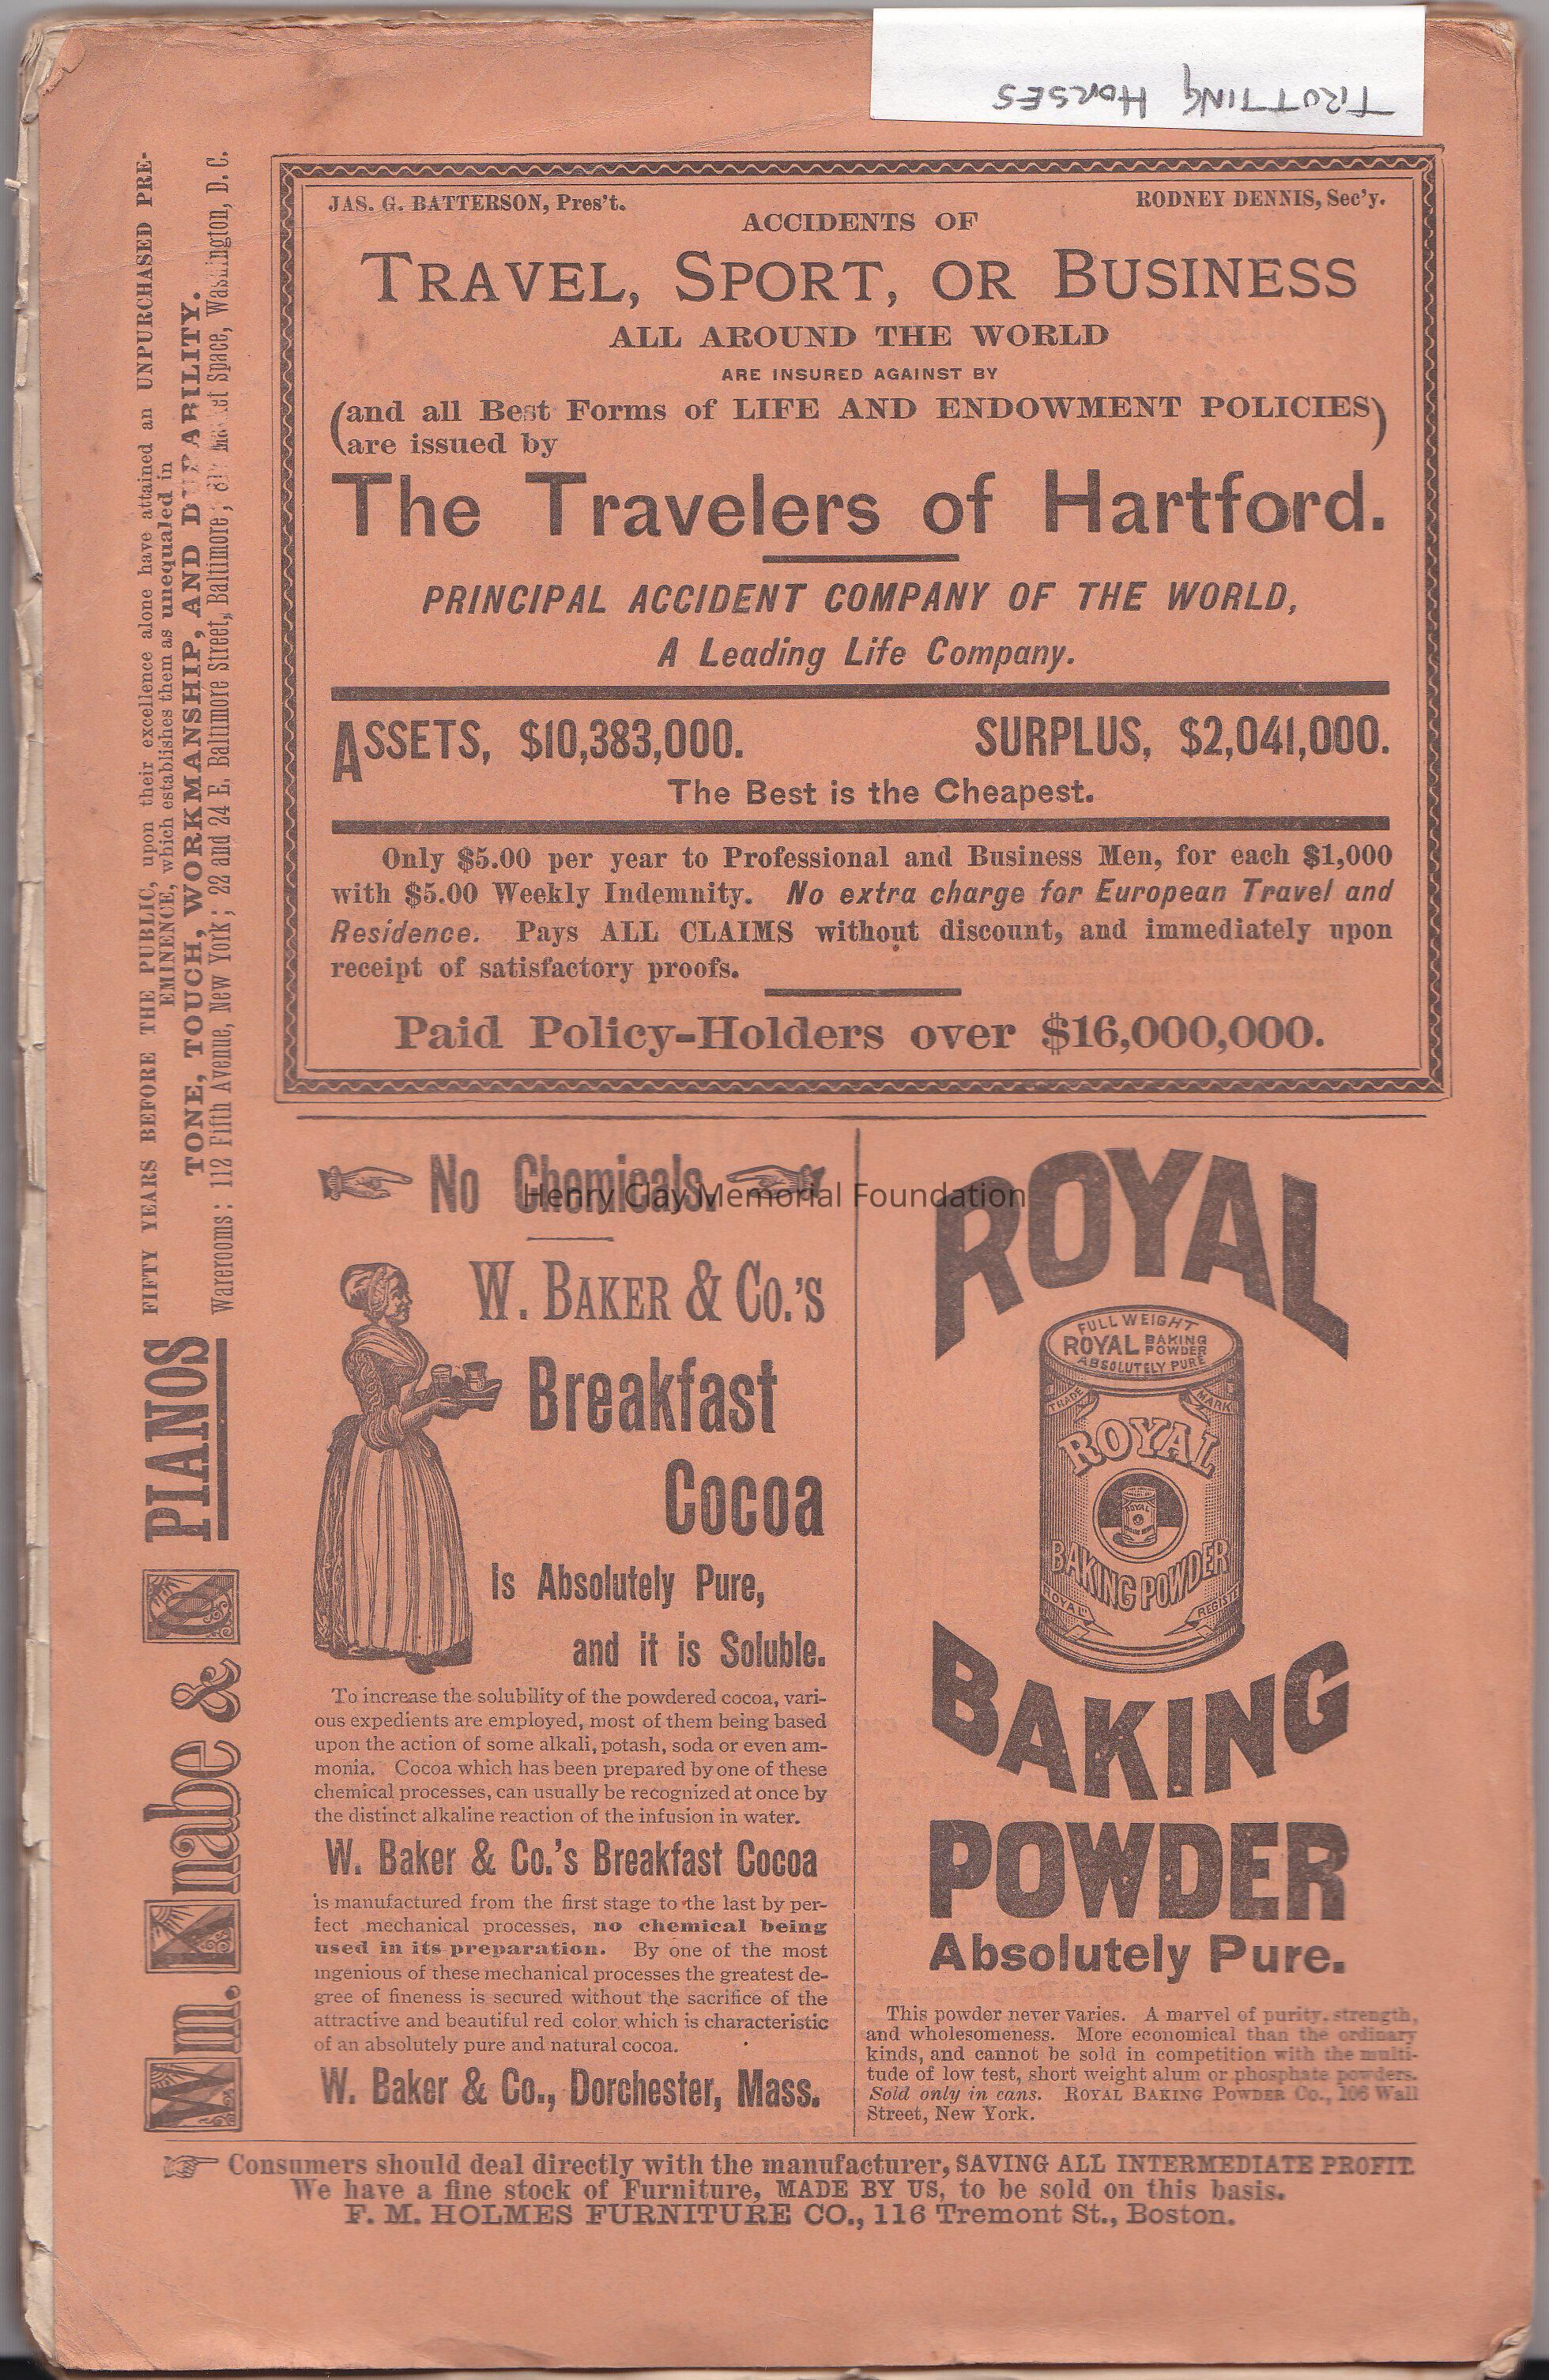 TROTTING HORSES
JAS. G. BATTERSON, Pres't.
RODNEY DENNIS, Sec'y.
ACCIDENTS OF
TRAVEL, SPORT, OR BUSINESS
ALL AROUND THE WORLD
ARE INSURED AGAINST BY
(and all Best Forms of LIFE AND ENDOWMENT POLICIES)
(are issued by
The Travelers of Hartford.
PRINCIPAL ACCIDENT COMPANY OF THE WORLD,
A Leading Life Company.
ASSETS, $10,383,000. SURPLUS, $2,041,000.
The Best is the Cheapest.
Only $5.00 per year to Professional and Business Men, for each $1,000
with $5.00 Weekly Indemnity. No extra charge for European Travel and
Residence. Pays ALL CLAIMS without discount, and immediately upon
receipt of satisfactory proofs.
Paid Policy-Holders over $16,000,000.
Wm. Knabe & Co PIANOS
FIFTY YEARS BEFORE THE PUBLIC, upon their excellence alone have attained an UNPURCHASED PRE-
EMINENCE, which establishes them as unequaled in
TONE, TOUCH, WORKMANSHIP, AND DURABILITY.
Warerooms: 112 Fifth Avenue, New York; 22 and 24 E. Baltimore Street, Baltimore; 817 Market Space, Washington, D. C.
No Chemicals.
Henry Clay Memorial Foundation
W. BAKER & CO.'S
Breakfast
Cocoa
Is Absolutely Pure,
and it is Soluble.
To increase the solubility of the powdered cocoa, vari-
ous expedients are employed, most of them being based
upon the action of some alkali, potash, soda or even am-
monia. Cocoa which has been prepared by one of these
chemical processes, can usually be recognized at once by
the distinct alkaline reaction of the infusion in water.
W. Baker & Co.'s Breakfast Cocoa
is manufactured from the first stage to the last by per-
fect mechanical processes, no chemical being
used in its preparation. By one of the most
ingenious of these mechanical processes the greatest de-
gree of fineness is secured without the sacrifice of the
attractive and beautiful red color which is characteristic
of an absolutely pure and natural cocoa.
W. Baker & Co., Dorchester, Mass.
ROYAL
FULL WEIGHT
ROYAL BAKING POWDER
ABSOLUTELY PURE
TRADE MARK
ROYAL
ROYAL
BAKING POWDER
ROYAL REGISTE
BAKING
POWDER
Absolutely Pure.
This powder never varies. A marvel of purity, strength,
and wholesomeness. More economical than the ordinary
kinds, and cannot be sold in competition with the multi-
tude of low test, short weight alum or phosphate powders.
Sold only in cans. ROYAL BAKING POWDER CO., 106 Wall
Street, New York.
Consumers should deal directly with the manufacturer, SAVING ALL INTERMEDIATE PROFIT.
We have a fine stock of Furniture, MADE BY US, to be sold on this basis.
F. M. HOLMES FURNITURE CO., 116 Tremont St., Boston.